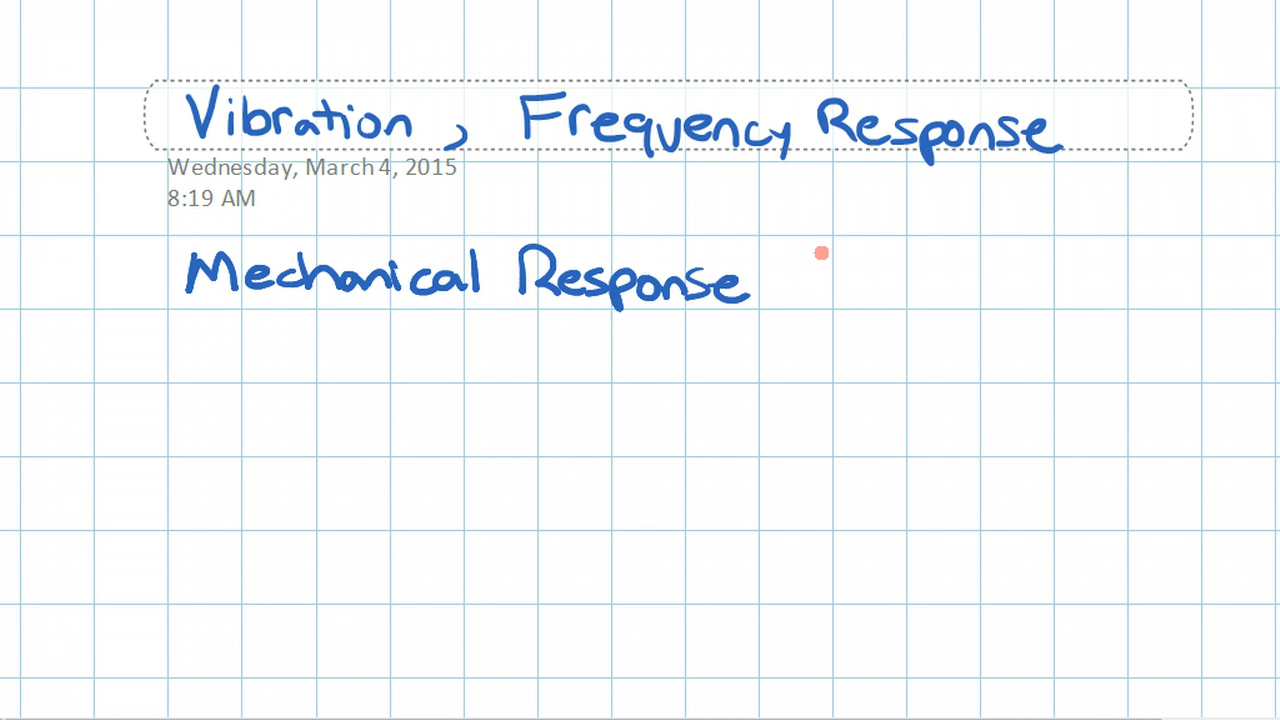 Vibration, Frequency Response
Wednesday, March 4, 2015
8:19 AM
Mechanical Response